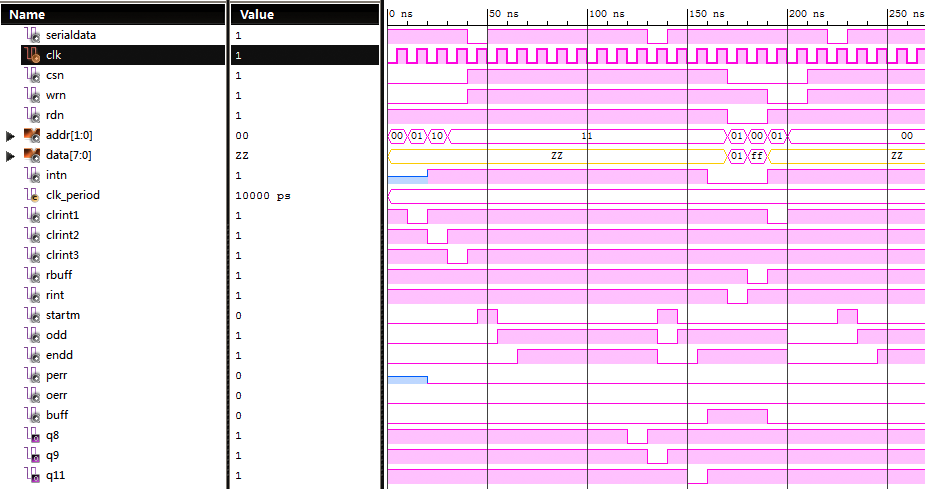 Name Value 0 ns 50 ns 100 ns 150 ns 200 ns 250 ns
serialdata 1
clk 1
csn 1
wrn 1
rdn 1
addr[1:0] 00 00 01 10 11 01 00 01 00
data[7:0] ZZ ZZ 01 ff ZZ
intn 1
clk_period 10000 ps
clrint1 1
clrint2 1
clrint3 1
rbuff 1
rint 1
startm 0
odd 1
endd 1
perr 0
oerr 0
buff 0
q8 1
q9 1
q11 1